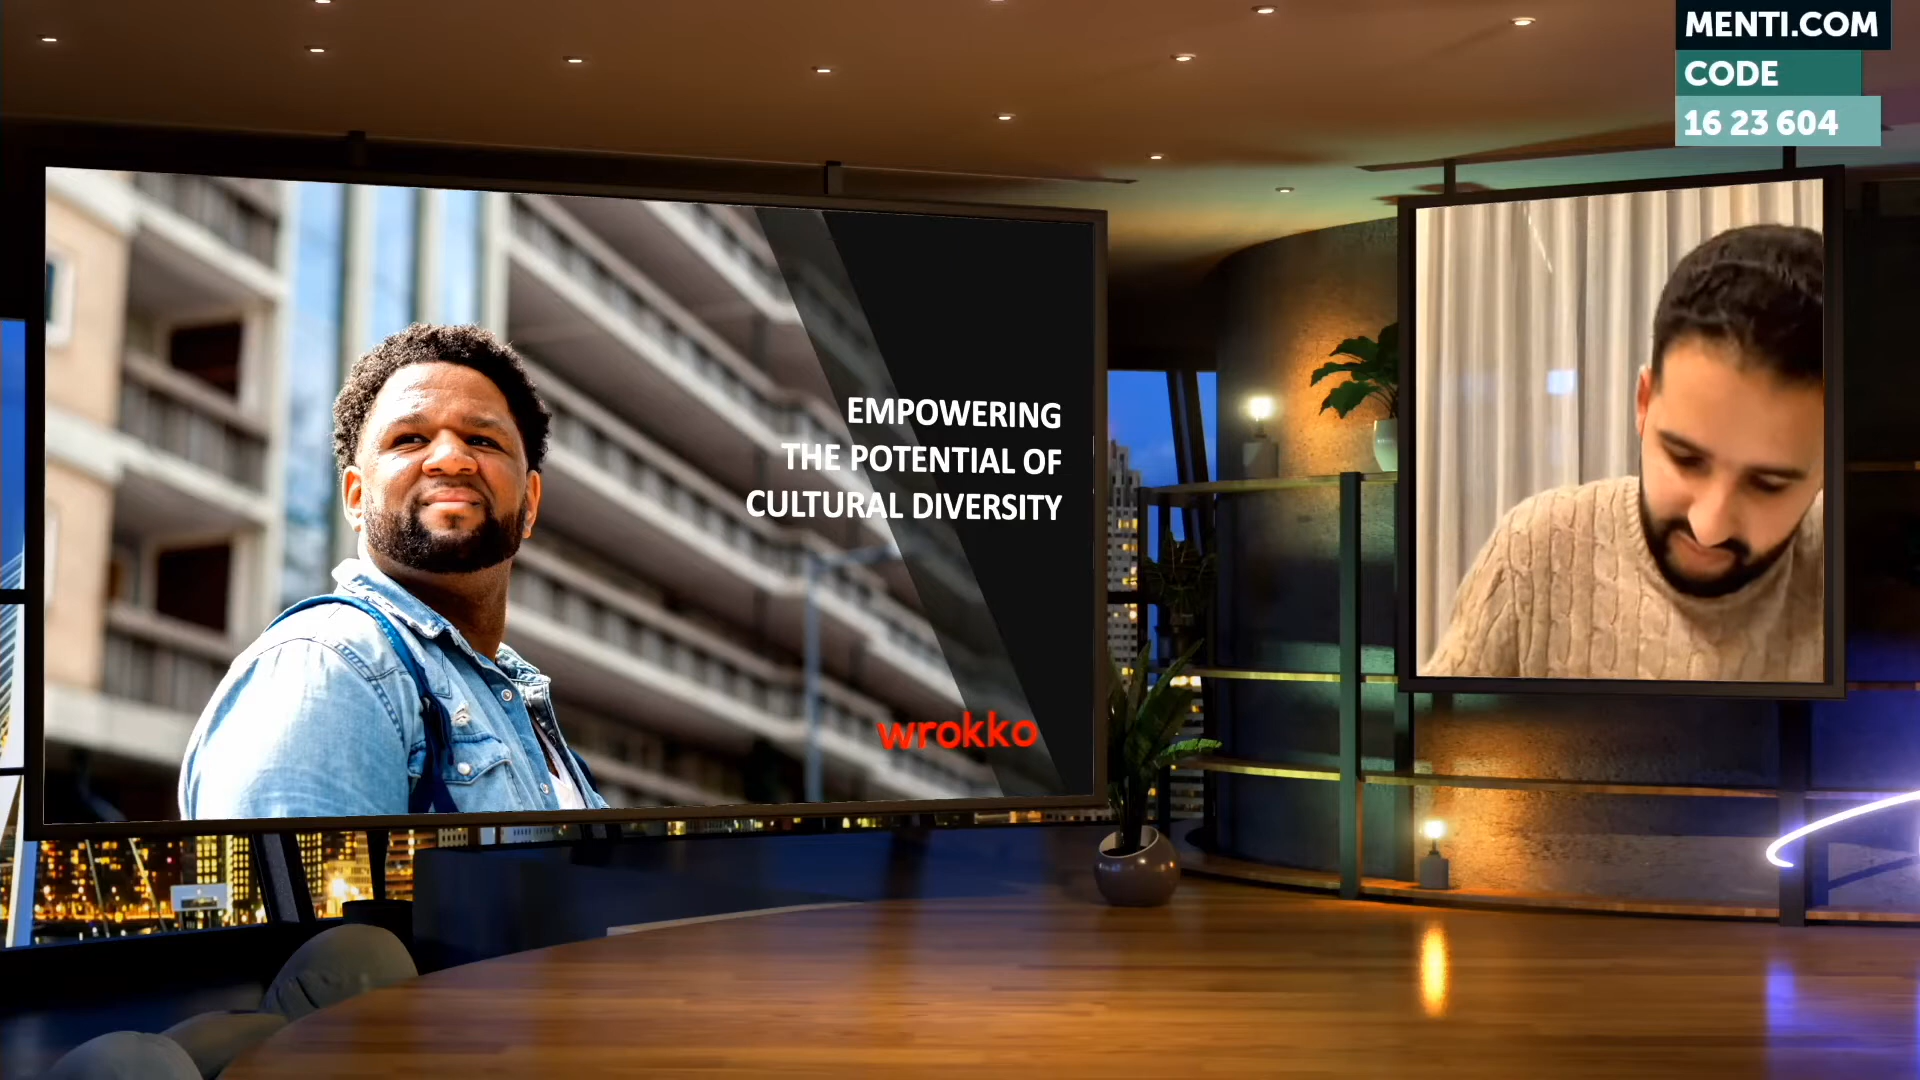 MENTI.COM
CODE
16 23 604
EMPOWERING
THE POTENTIAL OF
CULTURAL DIVERSITY
wrokko